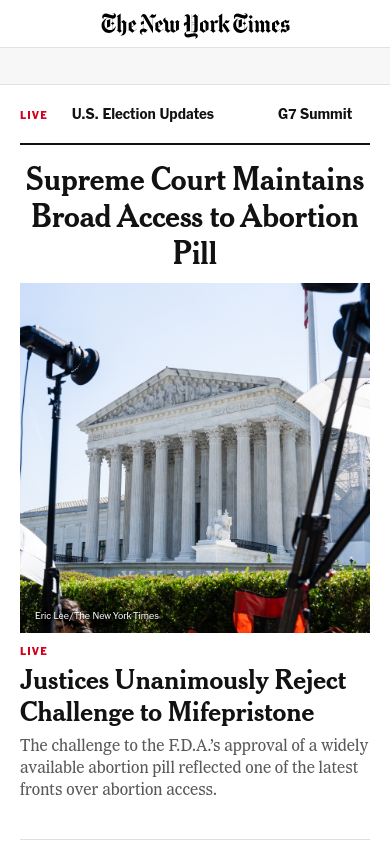 The New York Times
LIVE U.S. Election Updates G7 Summit
Supreme Court Maintains
Broad Access to Abortion
Pill
Eric Lee/The New York Times
LIVE
Justices Unanimously Reject
Challenge to Mifepristone
The challenge to the F.D.A.’s approval of a widely
available abortion pill reflected one of the latest
fronts over abortion access.